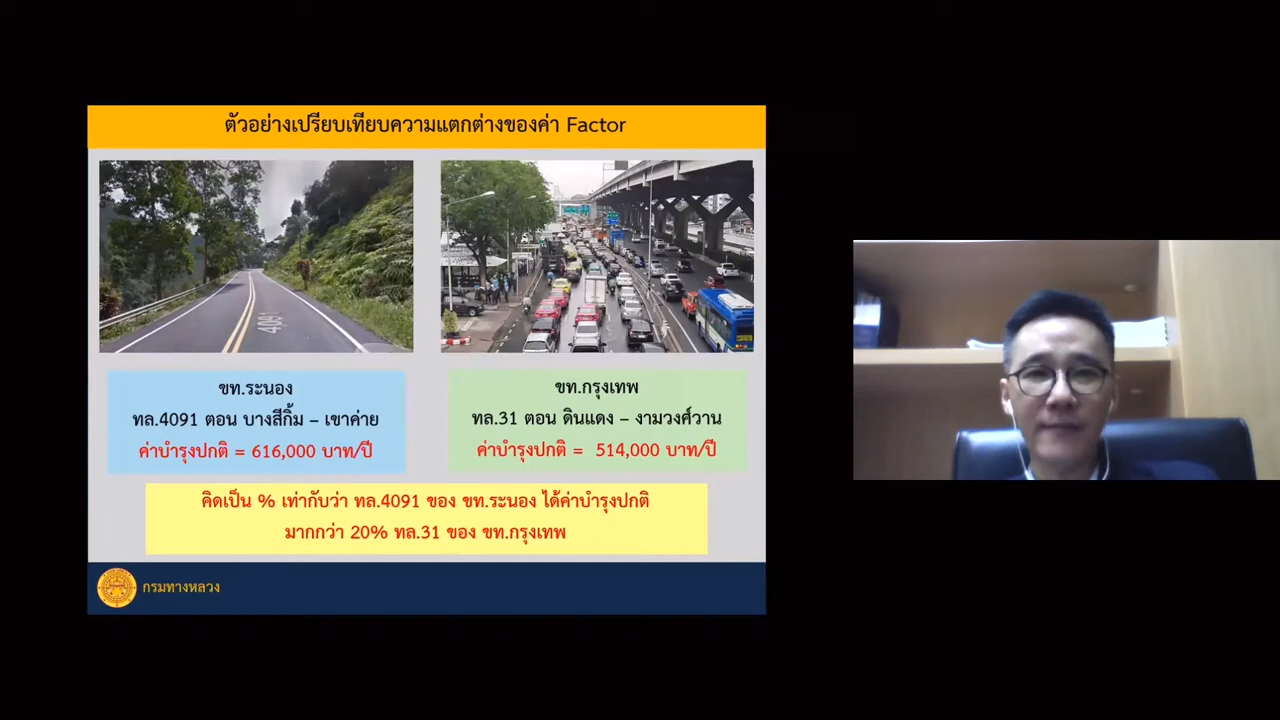 ตัวอย่างเปรียบเทียบความแตกต่างของค่า Factor
4091
ขท.ระนอง
ทล.4091 ตอน บางสีกิ้ม – เขาค่าย
ค่าบำรุงปกติ = 616,000 บาท/ปี
ขท.กรุงเทพ
ทล.31 ตอน ดินแดง – งามวงศ์วาน
ค่าบำรุงปกติ = 514,000 บาท/ปี
คิดเป็น % เท่ากับว่า ทล.4091 ของ ขท.ระนอง ได้ค่าบำรุงปกติ
มากกว่า 20% ทล.31 ของ ขท.กรุงเทพ
กรมทางหลวง